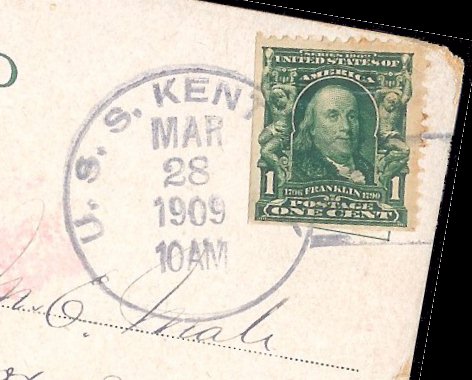 O
U. S. S. KENT
MAR
28
1909
10AM
SERIES 1902
UNITED STATES OF
AMERICA
1 1706 FRANKLIN 1790 1
POSTAGE
ONE CENT